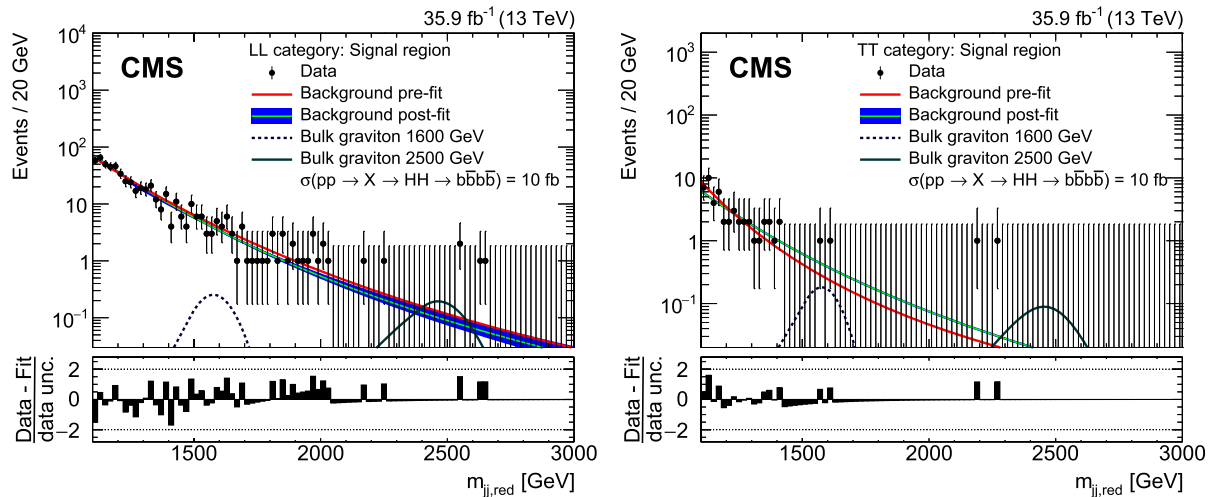 35.9 fb⁻¹ (13 TeV)
CMS
LL category: Signal region
Data
Background pre-fit
Background post-fit
Bulk graviton 1600 GeV
Bulk graviton 2500 GeV
σ(pp → X → HH → bb̅bb̅) = 10 fb
Events / 20 GeV
10⁴
10³
10²
10
1
10⁻¹
Data - Fit
data unc.
2
0
−2
1500
2000
2500
3000
m_jj,red [GeV]
35.9 fb⁻¹ (13 TeV)
CMS
TT category: Signal region
Data
Background pre-fit
Background post-fit
Bulk graviton 1600 GeV
Bulk graviton 2500 GeV
σ(pp → X → HH → bb̅bb̅) = 10 fb
Events / 20 GeV
10³
10²
10
1
10⁻¹
Data - Fit
data unc.
2
0
−2
1500
2000
2500
3000
m_jj,red [GeV]